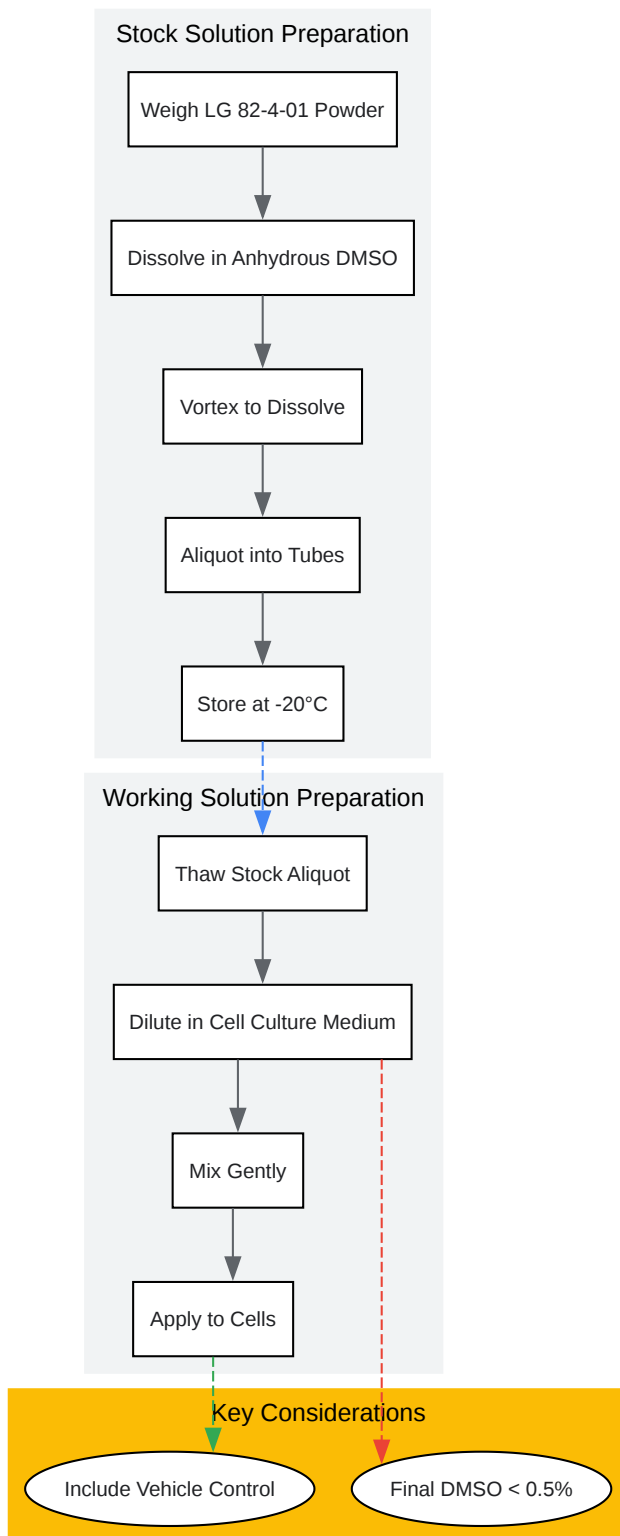 Stock Solution Preparation
Weigh LG 82-4-01 Powder
Dissolve in Anhydrous DMSO
Vortex to Dissolve
Aliquot into Tubes
Store at -20°C
Working Solution Preparation
Thaw Stock Aliquot
Dilute in Cell Culture Medium
Mix Gently
Apply to Cells
Key Considerations
Include Vehicle Control
Final DMSO < 0.5%